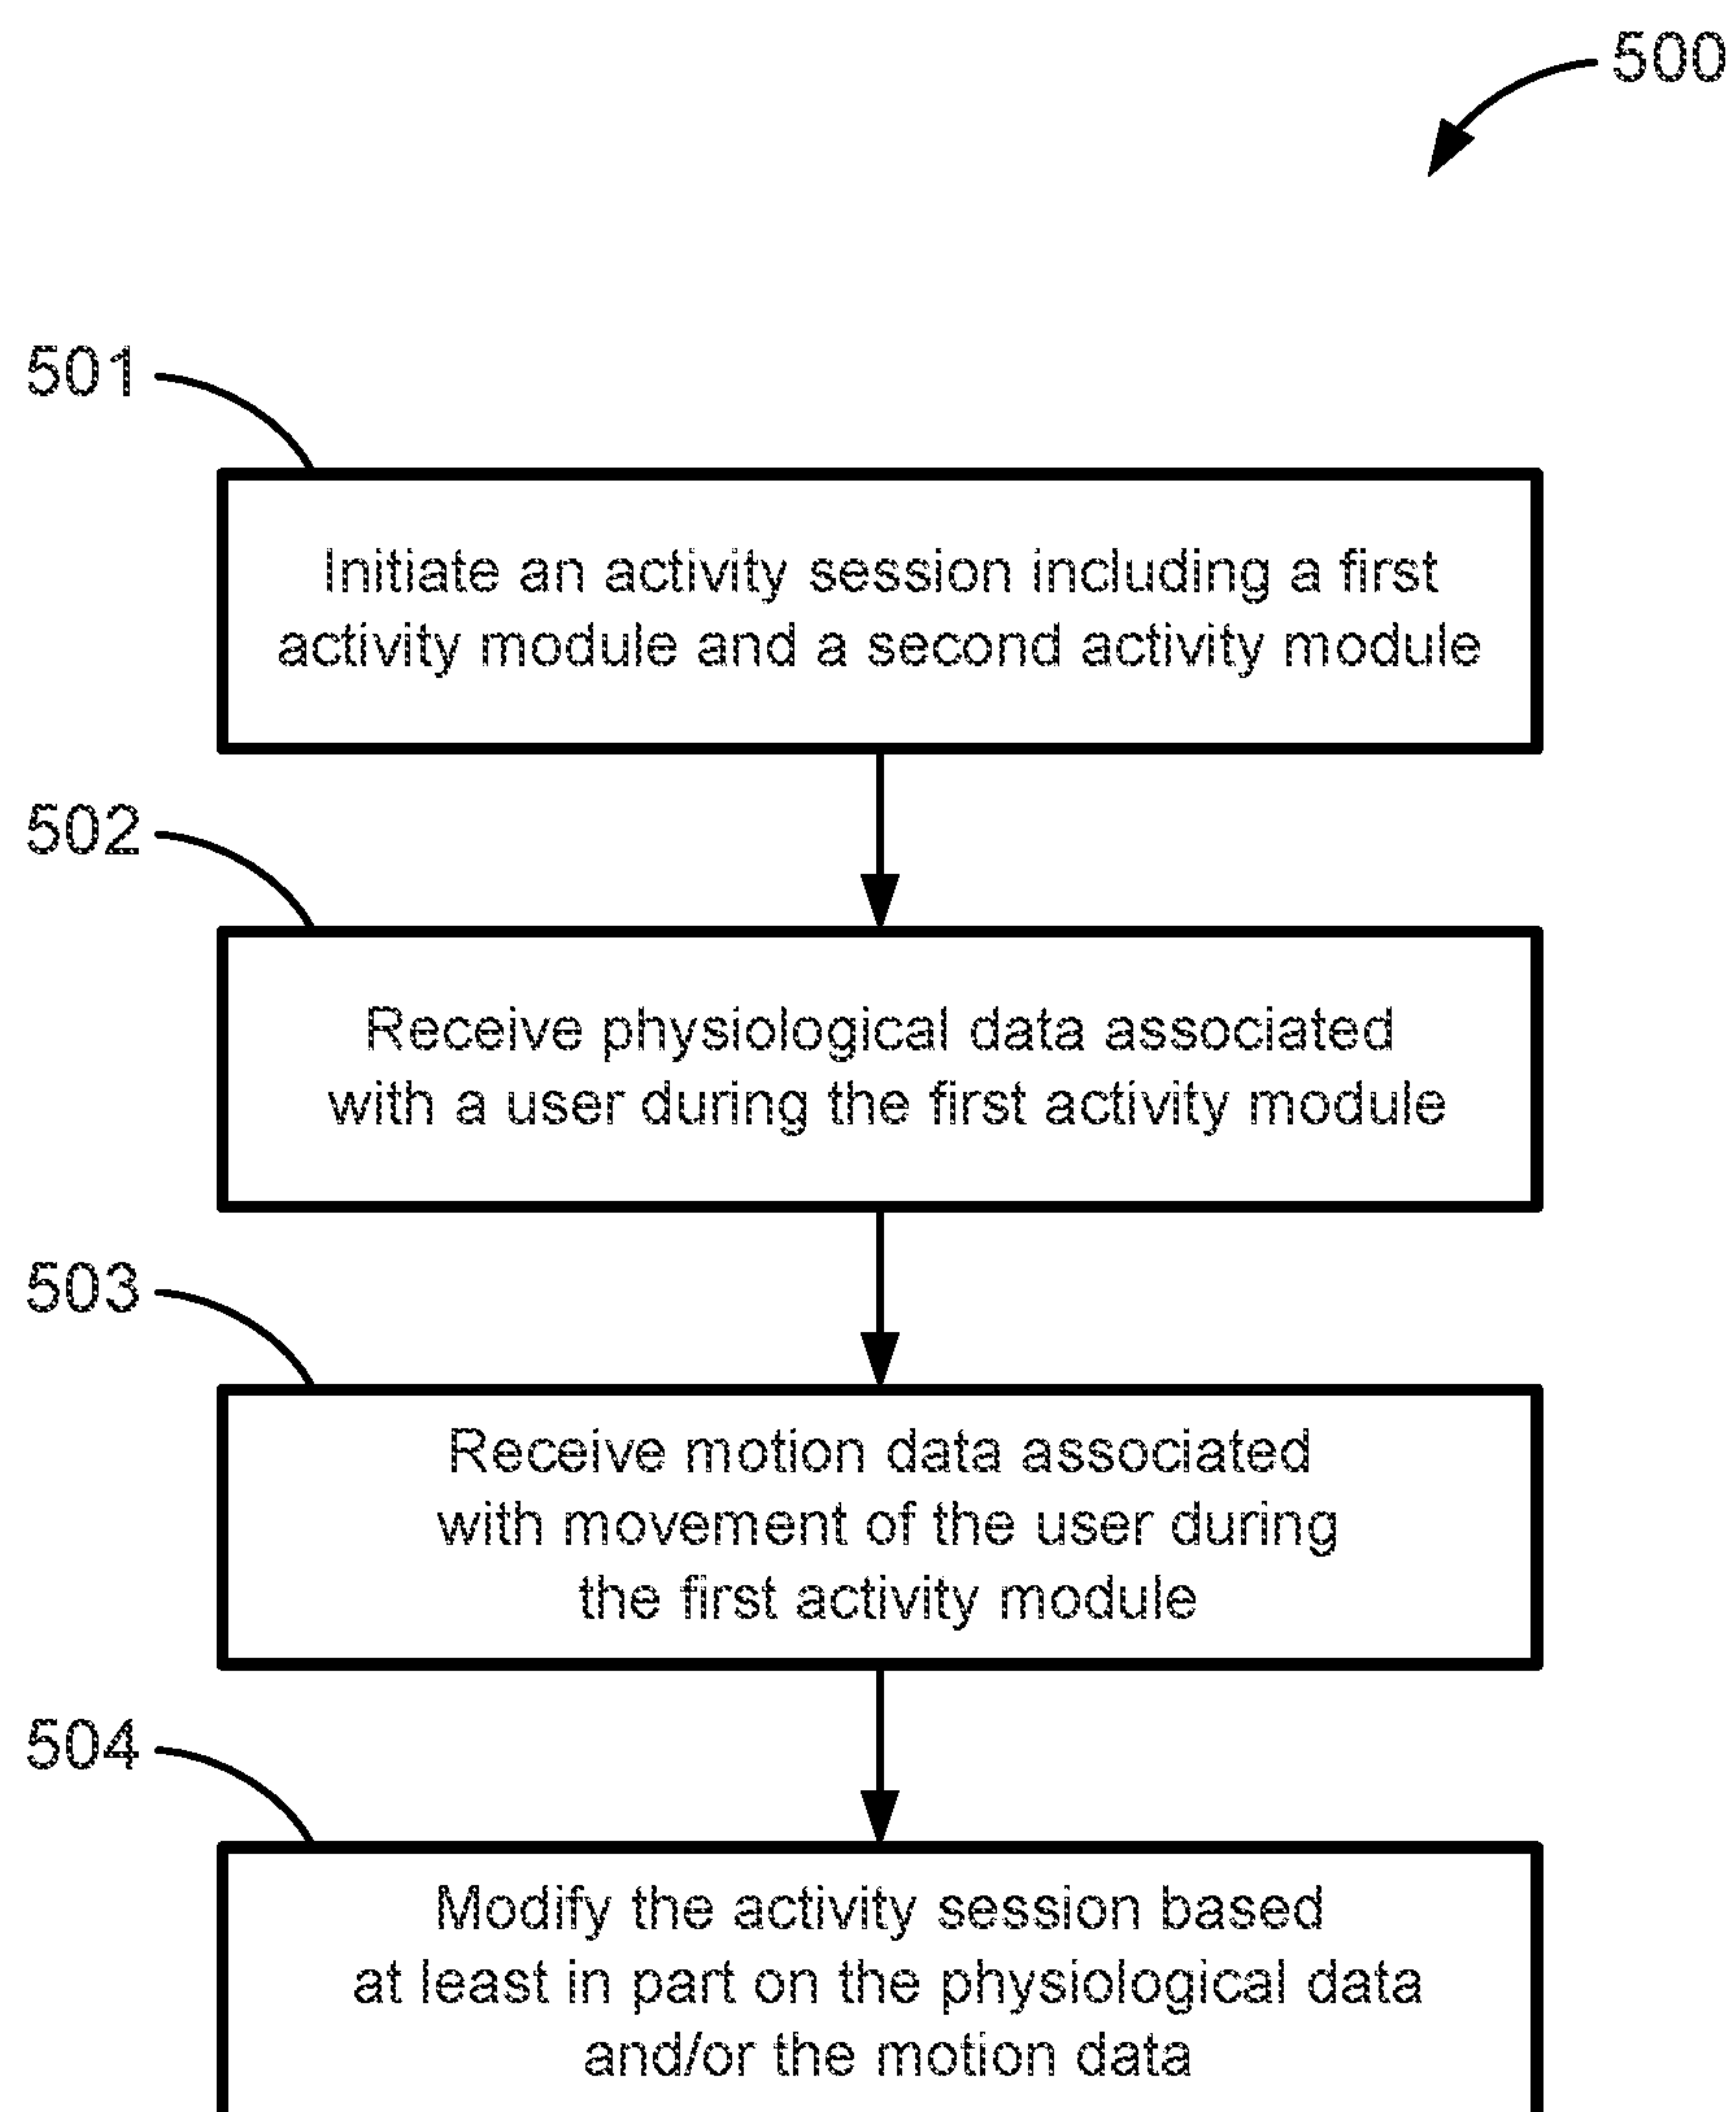 500
501
Initiate an activity session including a first
activity module and a second activity module
502
Receive physiological data associated
with a user during the first activity module
503
Receive motion data associated
with movement of the user during
the first activity module
504
Modify the activity session based
at least in part on the physiological data
and/or the motion data